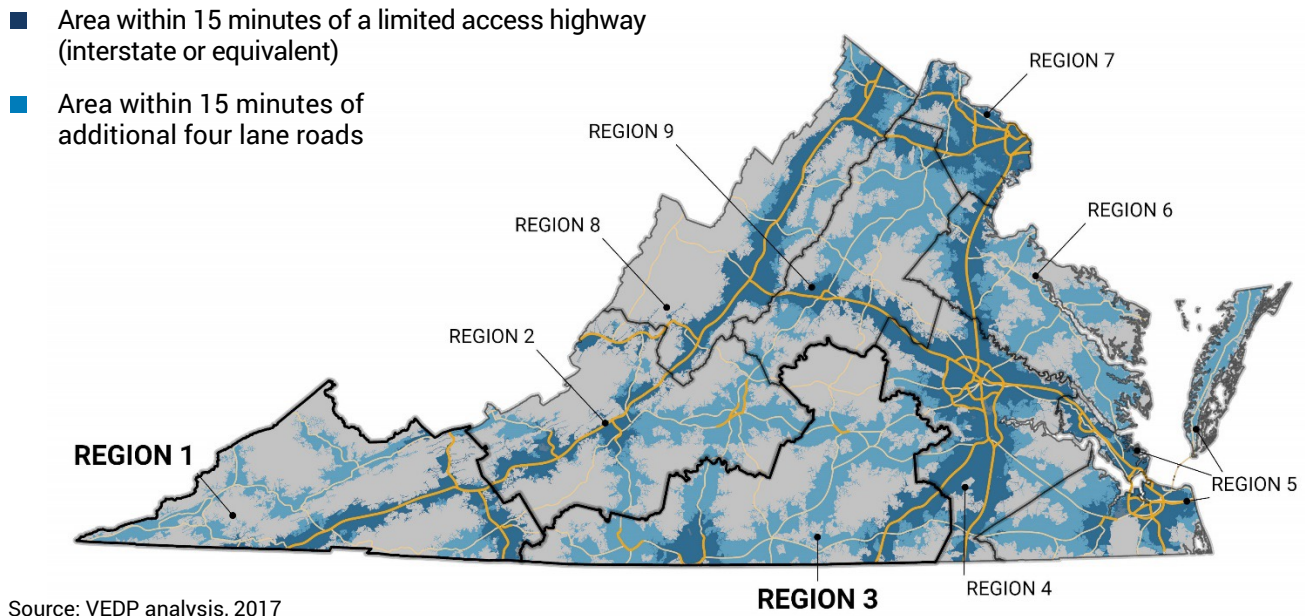 Area within 15 minutes of a limited access highway
(interstate or equivalent)
Area within 15 minutes of
additional four lane roads
REGION 7
REGION 9
REGION 6
REGION 8
REGION 2
REGION 1
REGION 5
REGION 4
REGION 3
Source: VEDP analysis, 2017